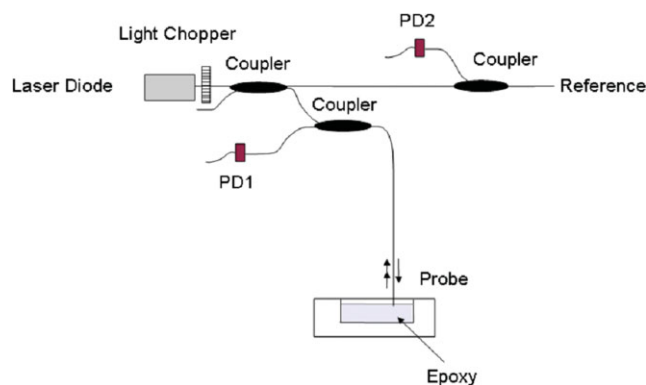 PD2
Light Chopper
Coupler
Coupler
Laser Diode
Reference
Coupler
PD1
Probe
Epoxy